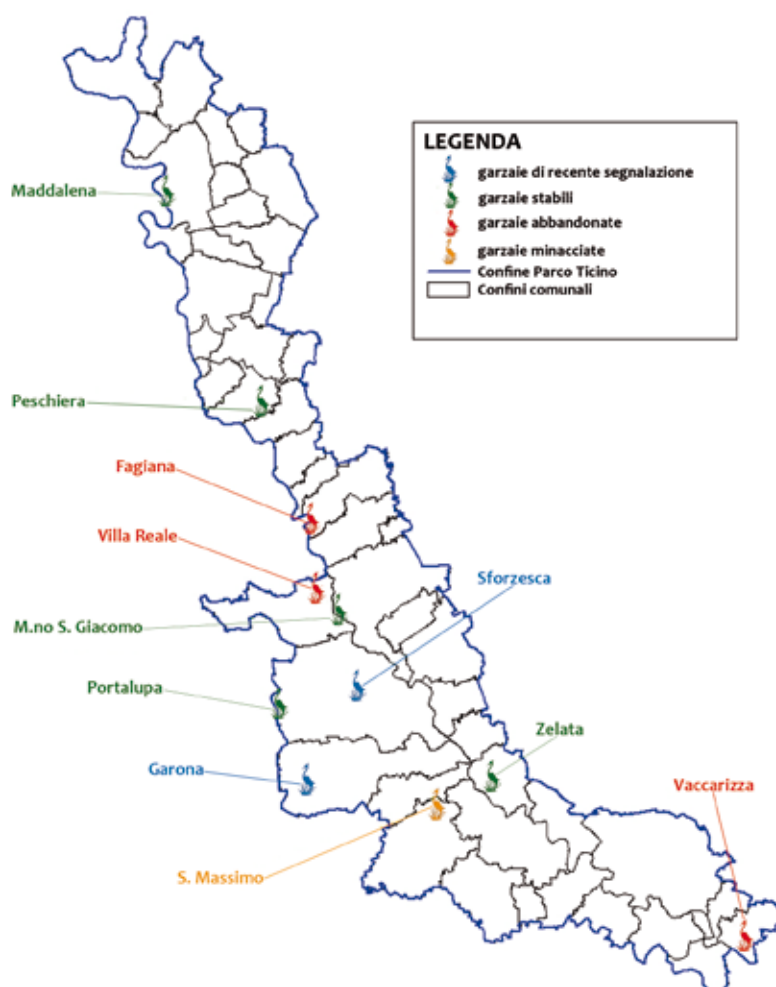 LEGENDA
garzaie di recente segnalazione
garzaie stabili
garzaie abbandonate
garzaie minacciate
Confine Parco Ticino
Confini comunali
Maddalena
Peschiera
Fagiana
Villa Reale
Sforzesca
M.no S. Giacomo
Portalupa
Zelata
Garona
Vaccarizza
S. Massimo